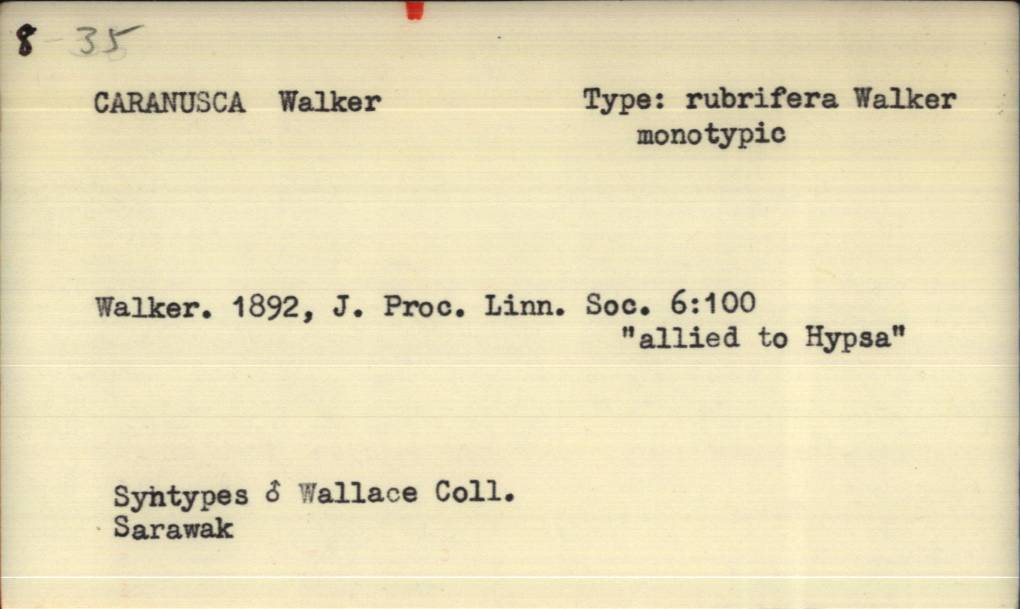 8-35
CARANUSCA Walker Type: rubrifera Walker
monotypic
Walker. 1892, J. Proc. Linn. Soc. 6:100
"allied to Hypsa"
Syntypes ♂ Wallace Coll.
Sarawak